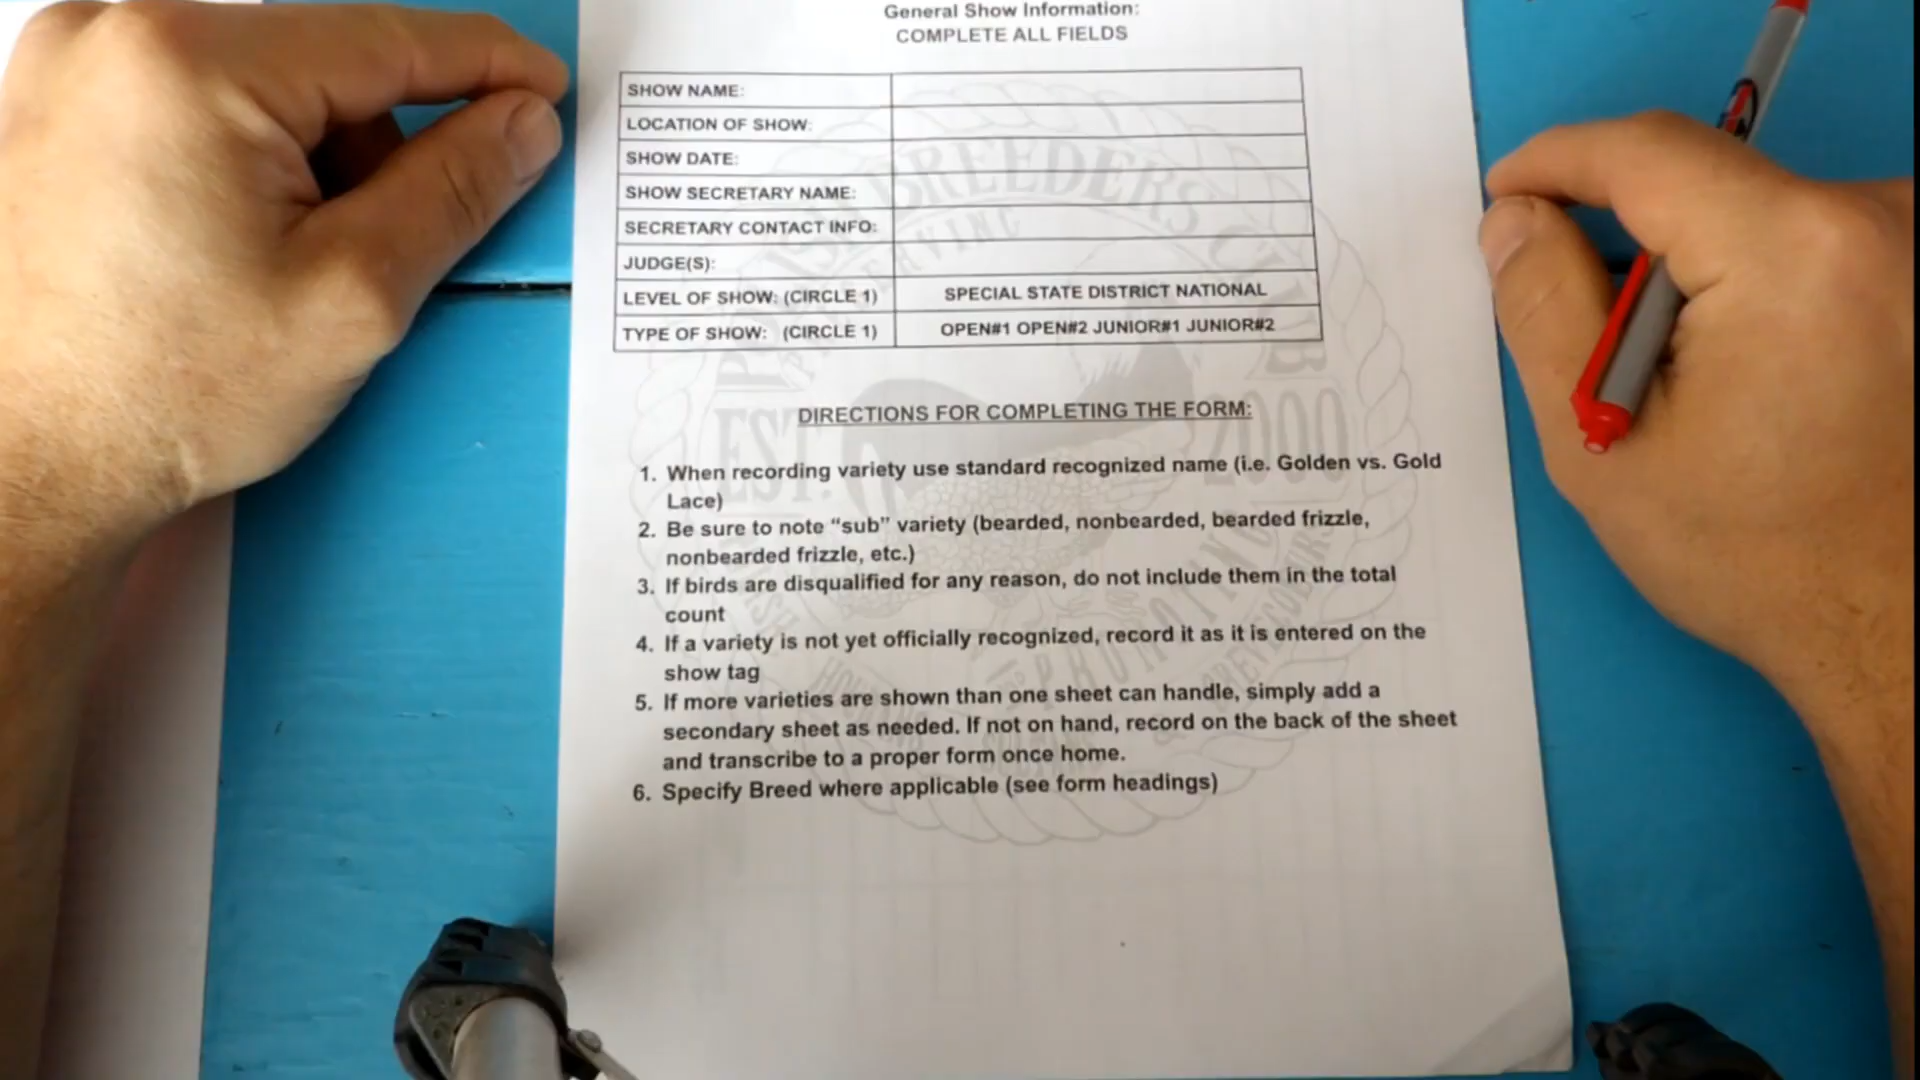 General Show Information:
COMPLETE ALL FIELDS
SHOW NAME:
LOCATION OF SHOW:
SHOW DATE:
SHOW SECRETARY NAME:
SECRETARY CONTACT INFO:
JUDGE(S):
LEVEL OF SHOW: (CIRCLE 1) SPECIAL STATE DISTRICT NATIONAL
TYPE OF SHOW: (CIRCLE 1) OPEN#1 OPEN#2 JUNIOR#1 JUNIOR#2
POLISH BREEDERS CLUB
PRESERVING
EST. 2000
PROMOTING
DIRECTIONS FOR COMPLETING THE FORM:
1. When recording variety use standard recognized name (i.e. Golden vs. Gold
Lace)
2. Be sure to note “sub” variety (bearded, nonbearded, bearded frizzle,
nonbearded frizzle, etc.)
3. If birds are disqualified for any reason, do not include them in the total
count
4. If a variety is not yet officially recognized, record it as it is entered on the
show tag
5. If more varieties are shown than one sheet can handle, simply add a
secondary sheet as needed. If not on hand, record on the back of the sheet
and transcribe to a proper form once home.
6. Specify Breed where applicable (see form headings)